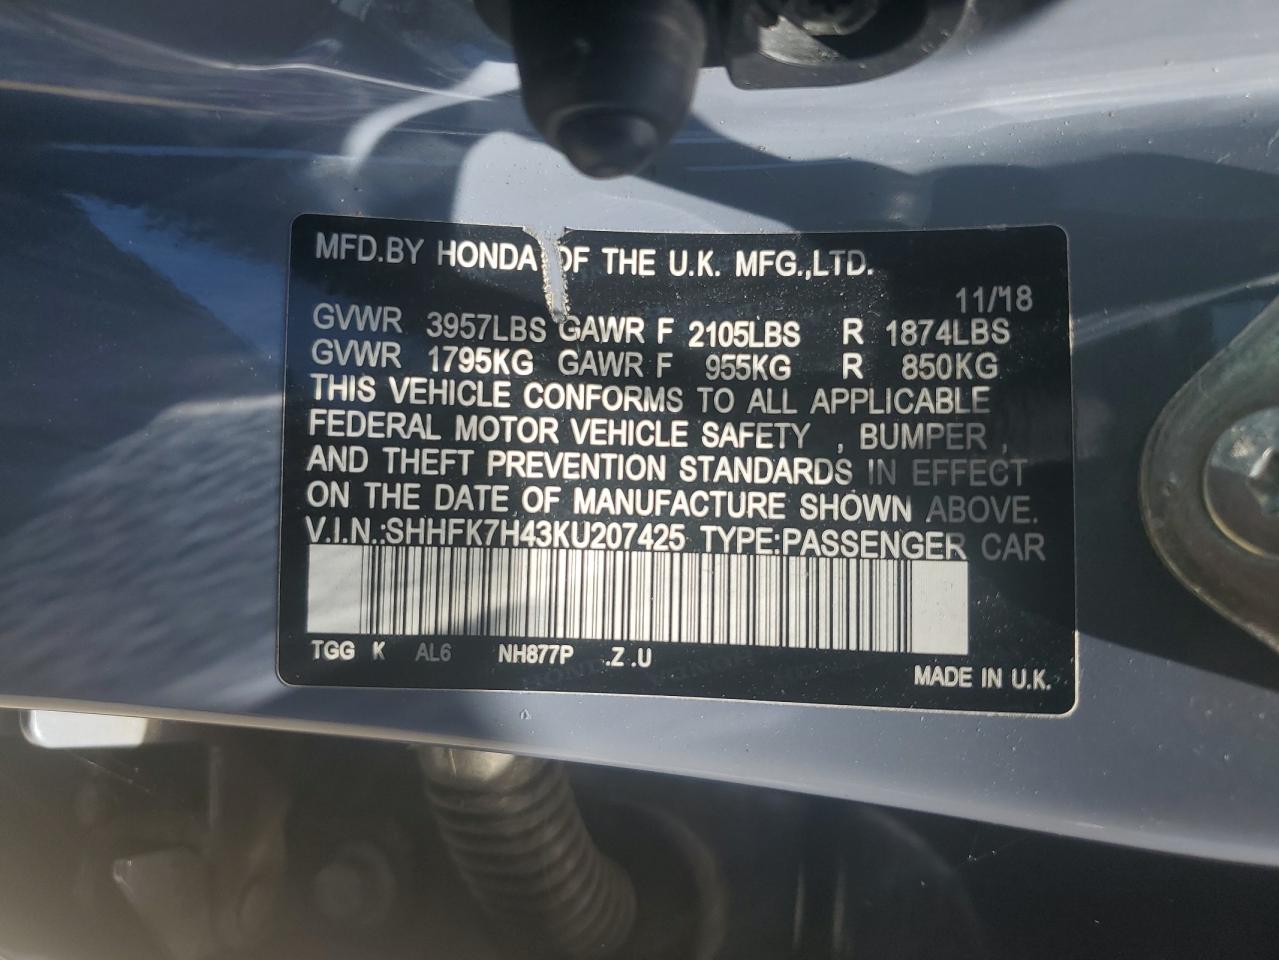 MFD.BY HONDA OF THE U.K. MFG.,LTD.
11/18
GVWR 3957LBS GAWR F 2105LBS R 1874LBS
GVWR 1795KG GAWR F 955KG R 850KG
THIS VEHICLE CONFORMS TO ALL APPLICABLE
FEDERAL MOTOR VEHICLE SAFETY , BUMPER ,
AND THEFT PREVENTION STANDARDS IN EFFECT
ON THE DATE OF MANUFACTURE SHOWN ABOVE.
V.I.N.:SHHFK7H43KU207425 TYPE:PASSENGER CAR
TGG K AL6 NH877P .Z .U
MADE IN U.K.